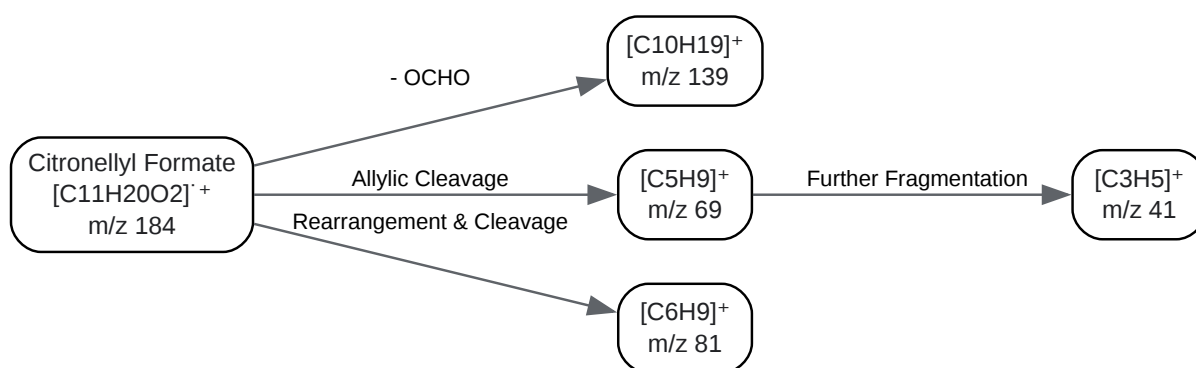 [C10H19]⁺
m/z 139
- OCHO
Citronellyl Formate
[C11H20O2]˙⁺
m/z 184
Allylic Cleavage
[C5H9]⁺
m/z 69
Further Fragmentation
[C3H5]⁺
m/z 41
Rearrangement & Cleavage
[C6H9]⁺
m/z 81